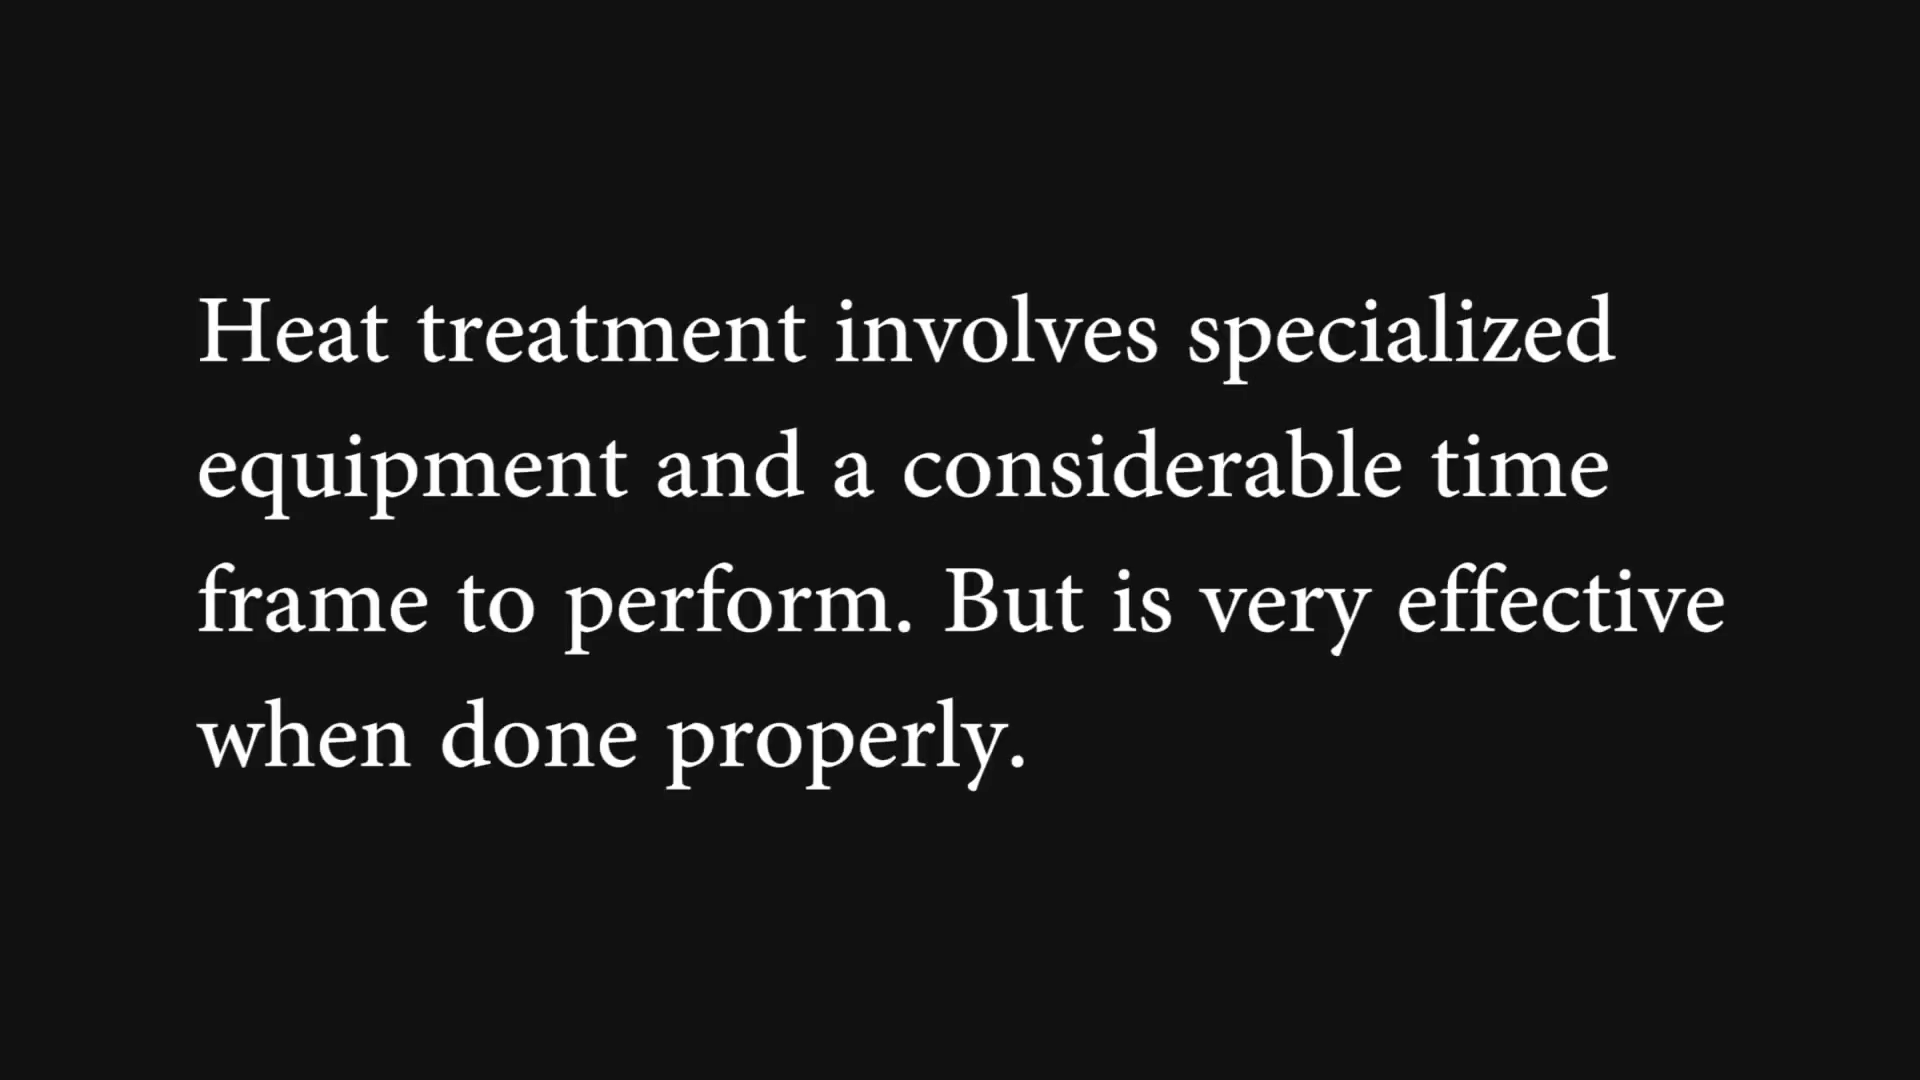 Heat treatment involves specialized
equipment and a considerable time
frame to perform. But is very effective
when done properly.